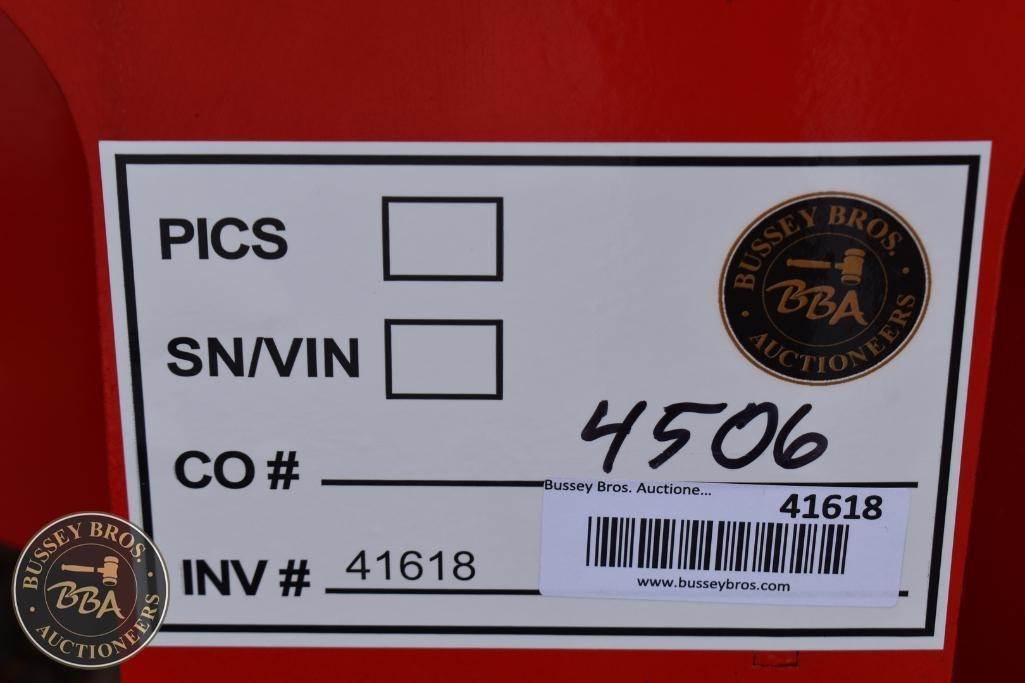 PICS
BUSSEY BROS.
BBA
AUCTIONEERS
SN/VIN
4506
CO #
Bussey Bros. Auctione...
41618
www.busseybros.com
INV # 41618
BUSSEY BROS.
BBA
AUCTIONEERS